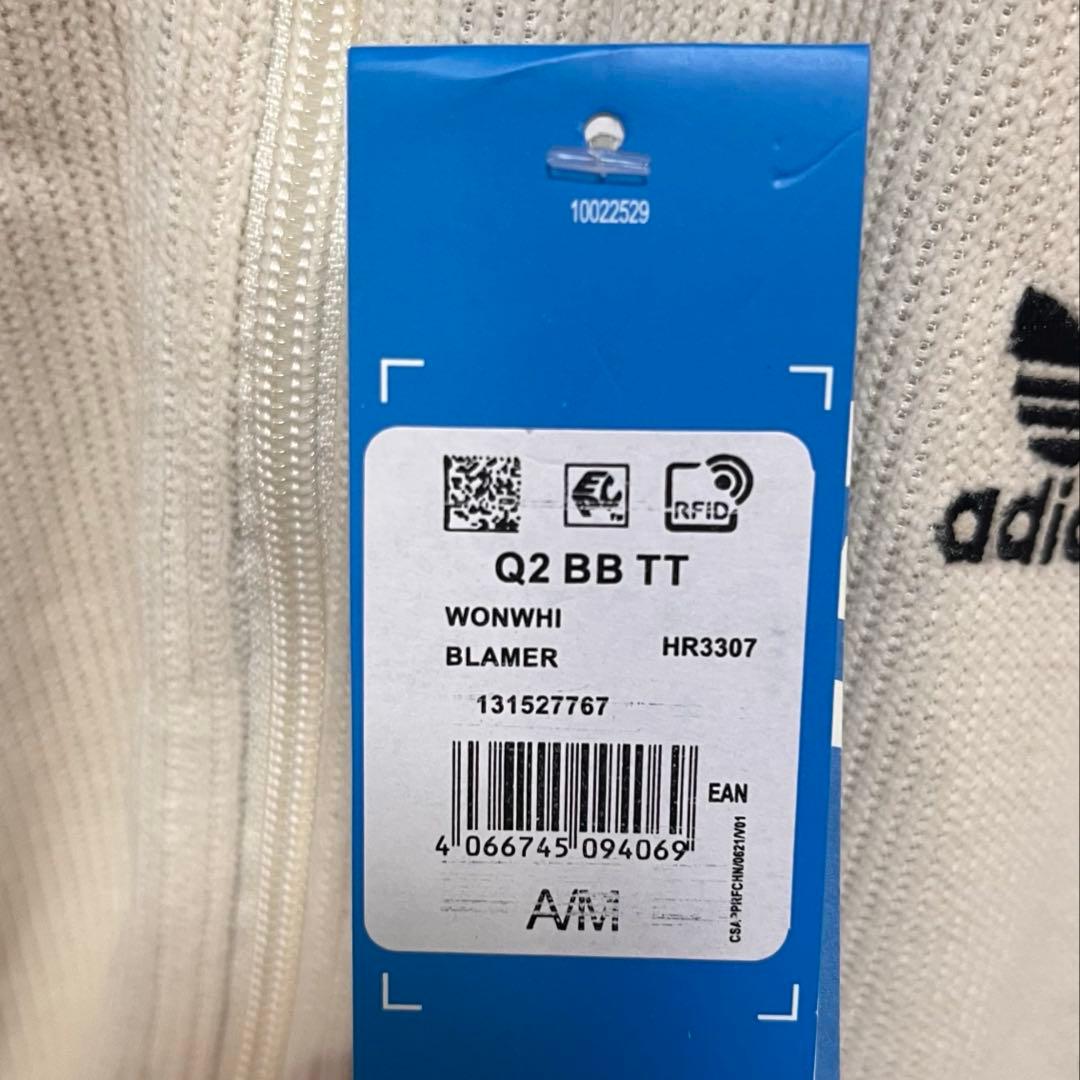 10022529
RFID
Q2 BB TT
WONWHI
BLAMER
HR3307
131527767
EAN
4 066745 094069
A/M
adi